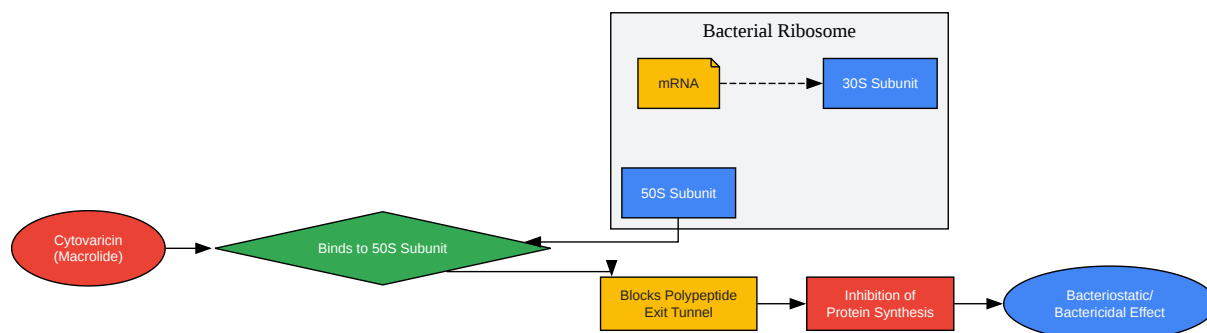 Bacterial Ribosome
mRNA
30S Subunit
50S Subunit
Cytovaricin
(Macrolide)
Binds to 50S Subunit
Blocks Polypeptide
Exit Tunnel
Inhibition of
Protein Synthesis
Bacteriostatic/
Bactericidal Effect